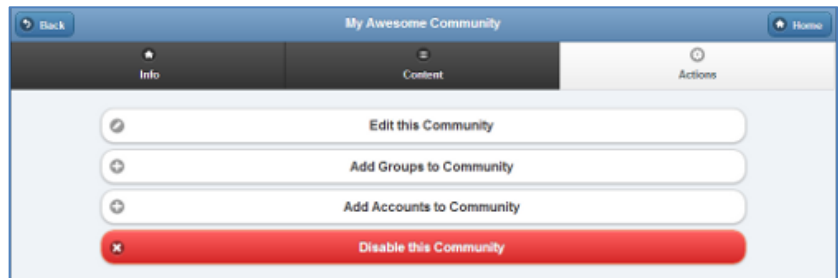 Back My Awesome Community Home
Info Content Actions
Edit this Community
Add Groups to Community
Add Accounts to Community
Disable this Community